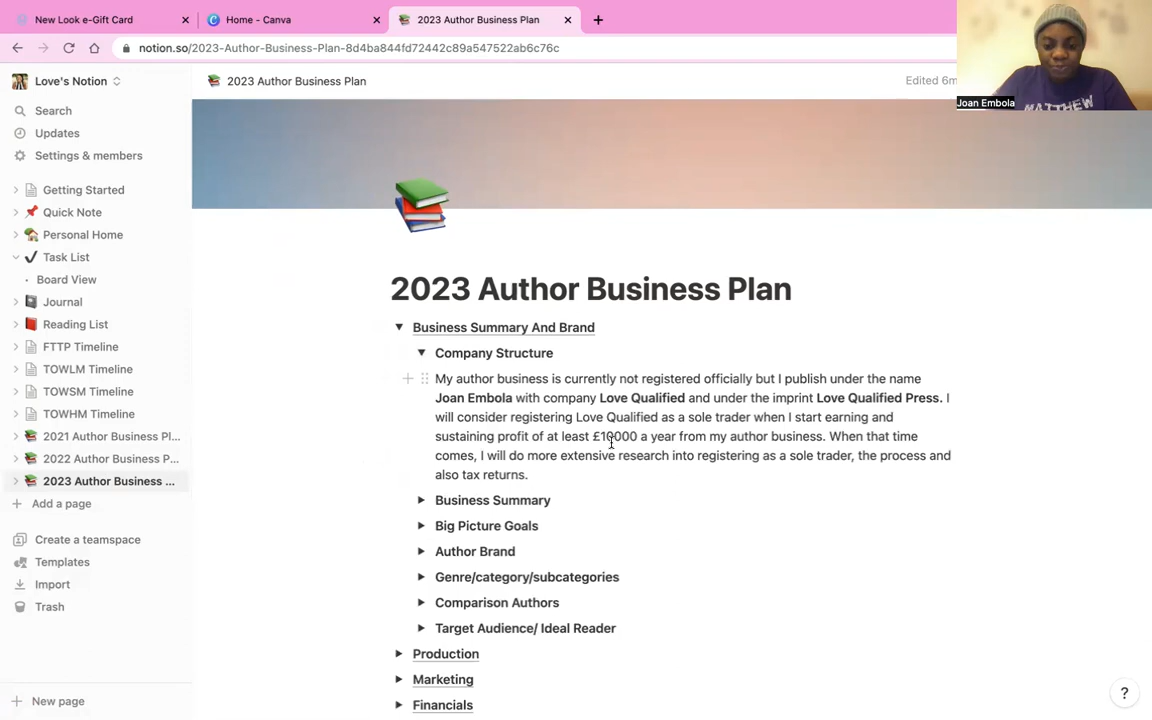 New Look e-Gift Card
Home - Canva
2023 Author Business Plan
notion.so/2023-Author-Business-Plan-8d4ba844fd72442c89a547522ab6c76c
Love's Notion
2023 Author Business Plan
Edited 6m
Joan Embola
MATTHEW
Search
Updates
Settings & members
Getting Started
Quick Note
Personal Home
Task List
Board View
Journal
Reading List
FTTP Timeline
TOWLM Timeline
TOWSM Timeline
TOWHM Timeline
2021 Author Business Pl...
2022 Author Business P...
2023 Author Business ...
Add a page
Create a teamspace
Templates
Import
Trash
New page
2023 Author Business Plan
Business Summary And Brand
Company Structure
My author business is currently not registered officially but I publish under the name
Joan Embola with company Love Qualified and under the imprint Love Qualified Press. I
will consider registering Love Qualified as a sole trader when I start earning and
sustaining profit of at least £10000 a year from my author business. When that time
comes, I will do more extensive research into registering as a sole trader, the process and
also tax returns.
Business Summary
Big Picture Goals
Author Brand
Genre/category/subcategories
Comparison Authors
Target Audience/ Ideal Reader
Production
Marketing
Financials
?